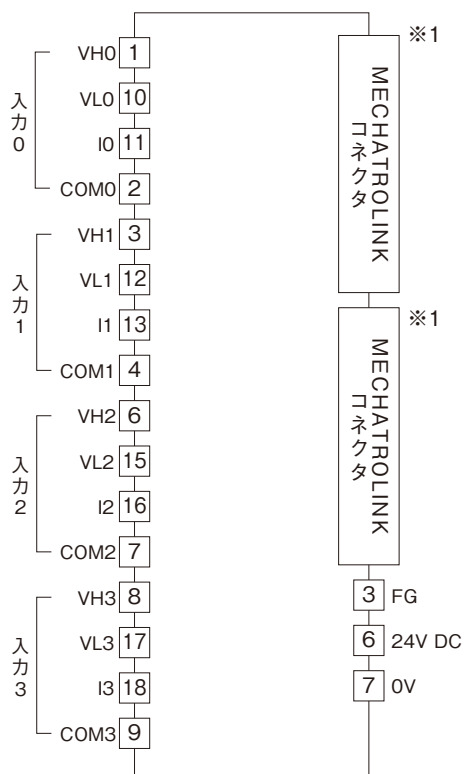 入力0
VH0 1
VL0 10
I0 11
COM0 2
入力1
VH1 3
VL1 12
I1 13
COM1 4
入力2
VH2 6
VL2 15
I2 16
COM2 7
入力3
VH3 8
VL3 17
I3 18
COM3 9
※1
MECHATROLINK
コネクタ
※1
MECHATROLINK
コネクタ
3 FG
6 24V DC
7 0V